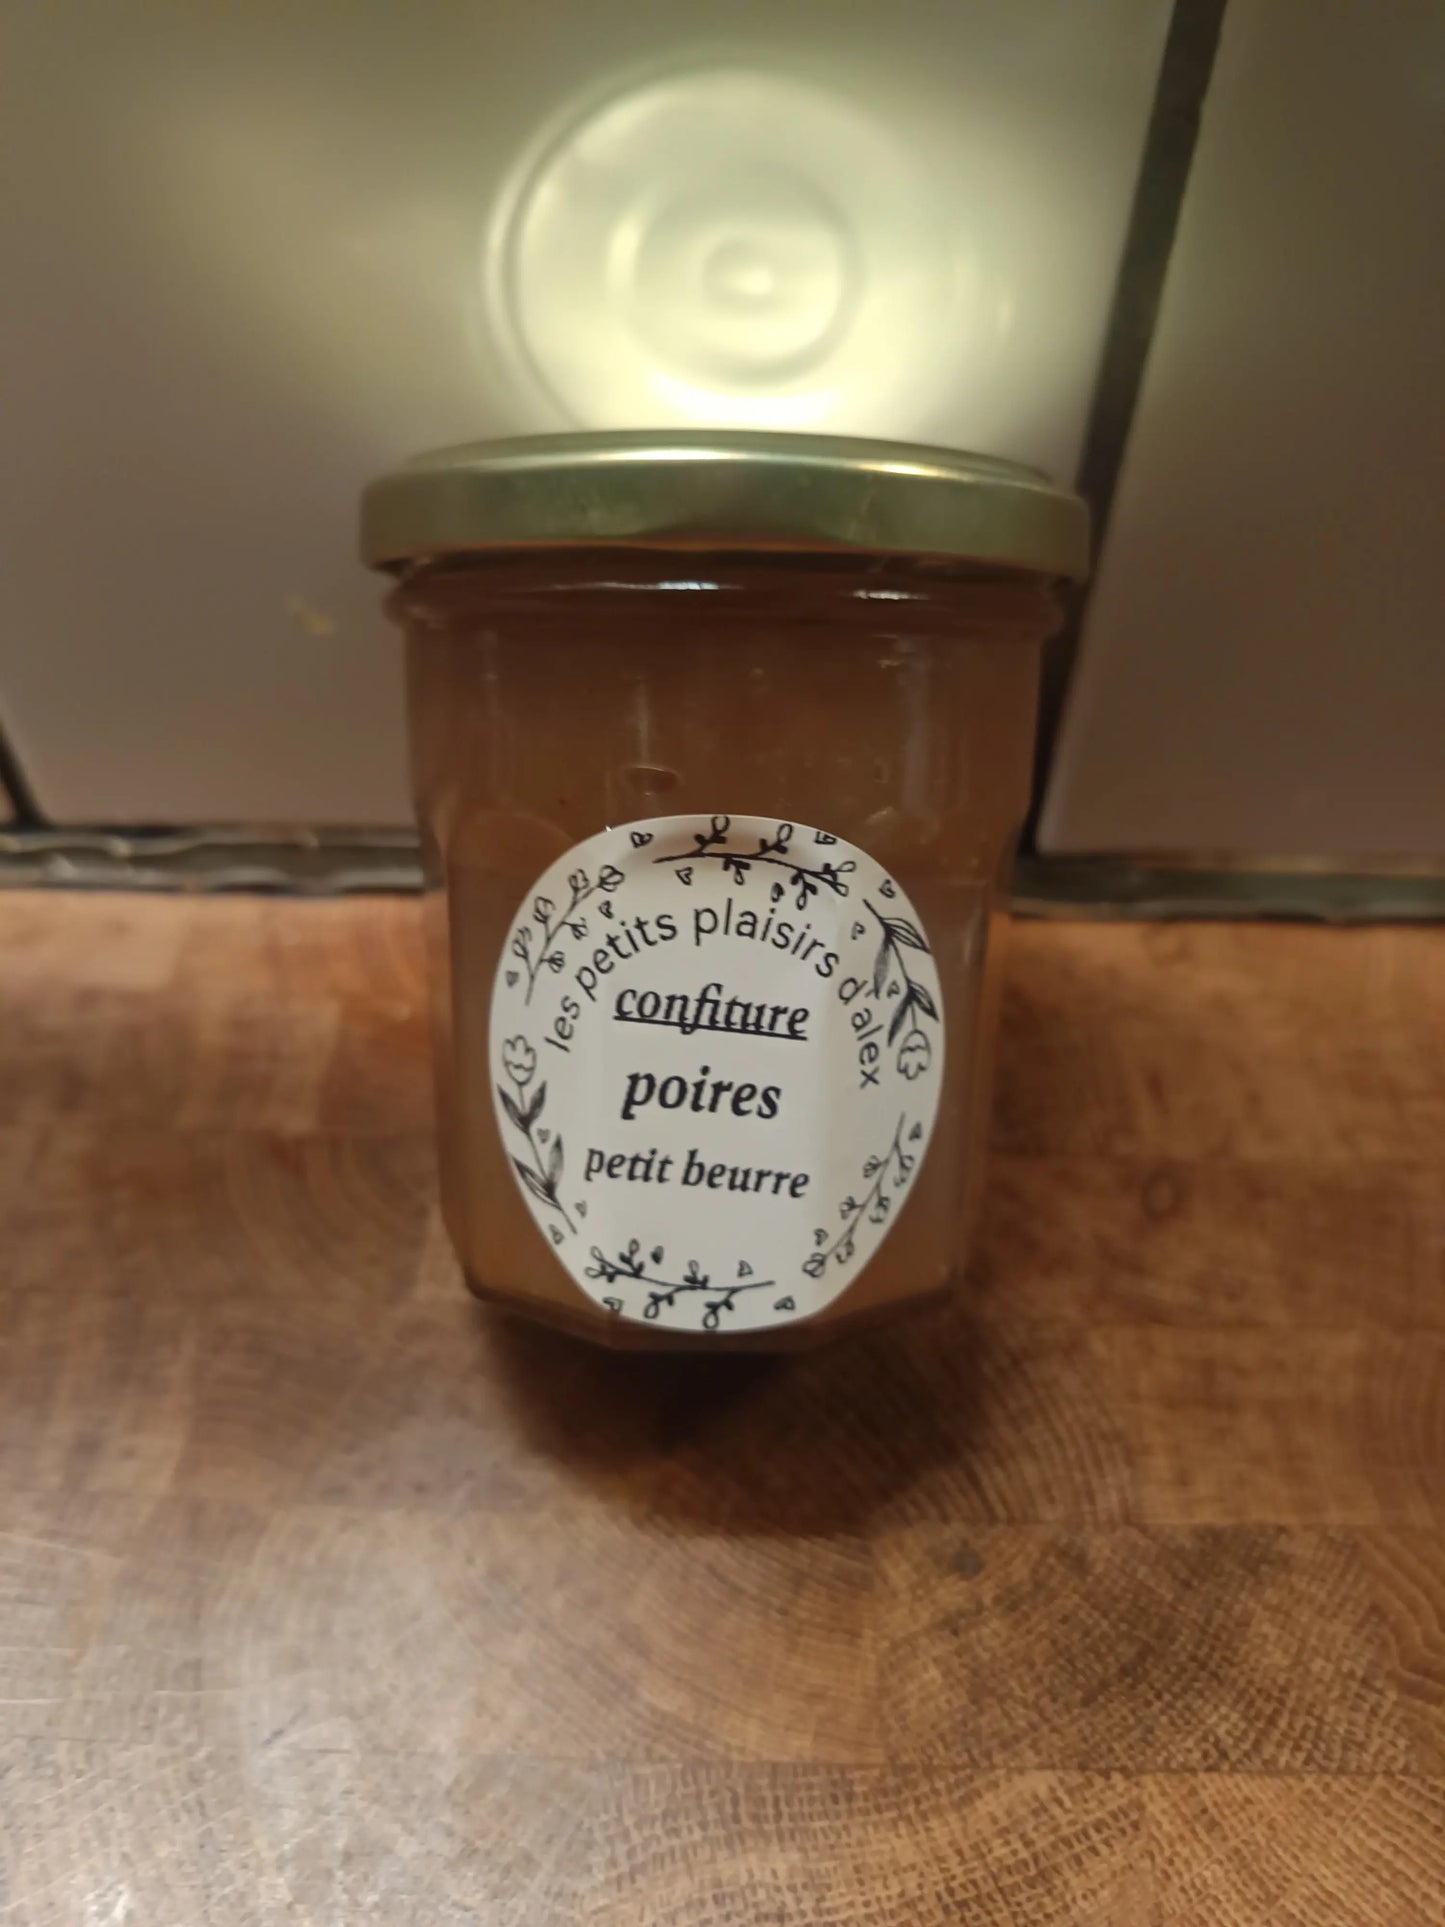 les petits plaisirs d'alex
confiture
poires
petit beurre